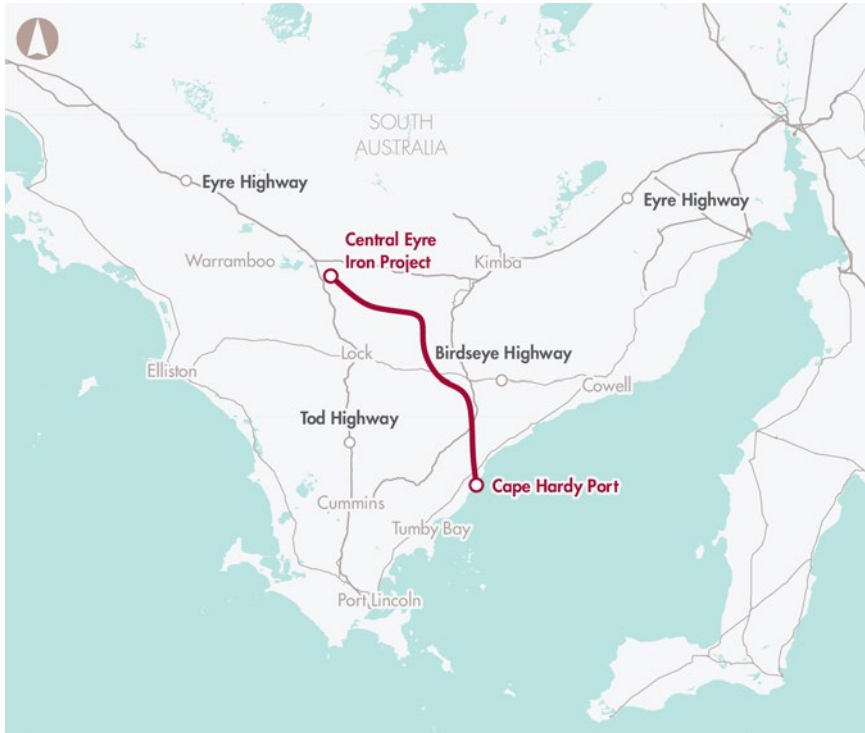 SOUTH
AUSTRALIA
Eyre Highway
Eyre Highway
Central Eyre
Iron Project
Warramboo
Kimba
Lock
Birdseye Highway
Elliston
Cowell
Tod Highway
Cape Hardy Port
Cummins
Tumby Bay
Port Lincoln